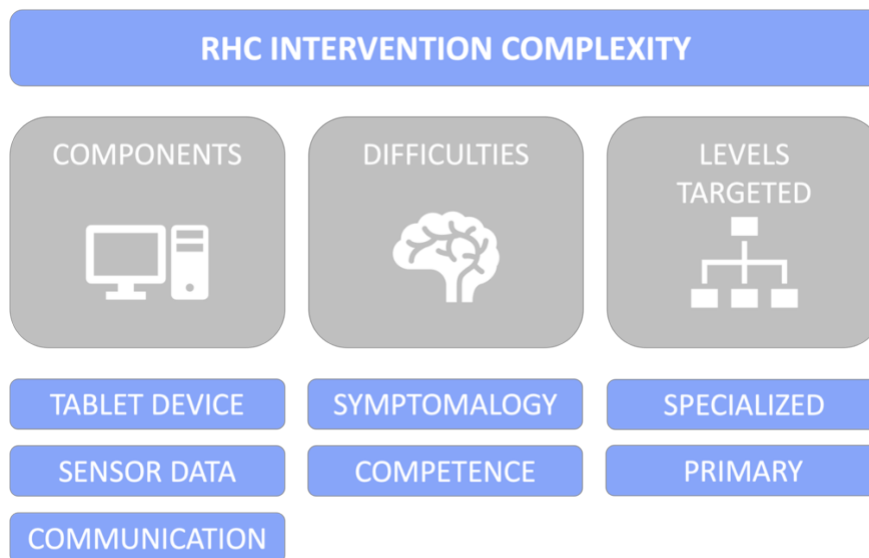 RHC INTERVENTION COMPLEXITY
COMPONENTS
DIFFICULTIES
LEVELS
TARGETED
TABLET DEVICE
SYMPTOMALOGY
SPECIALIZED
SENSOR DATA
COMPETENCE
PRIMARY
COMMUNICATION